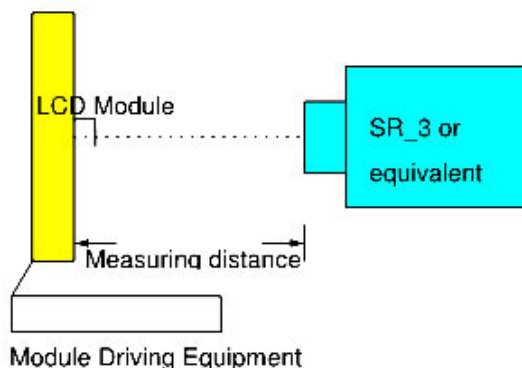 LCD Module
SR_3 or
equivalent
Measuring distance
Module Driving Equipment